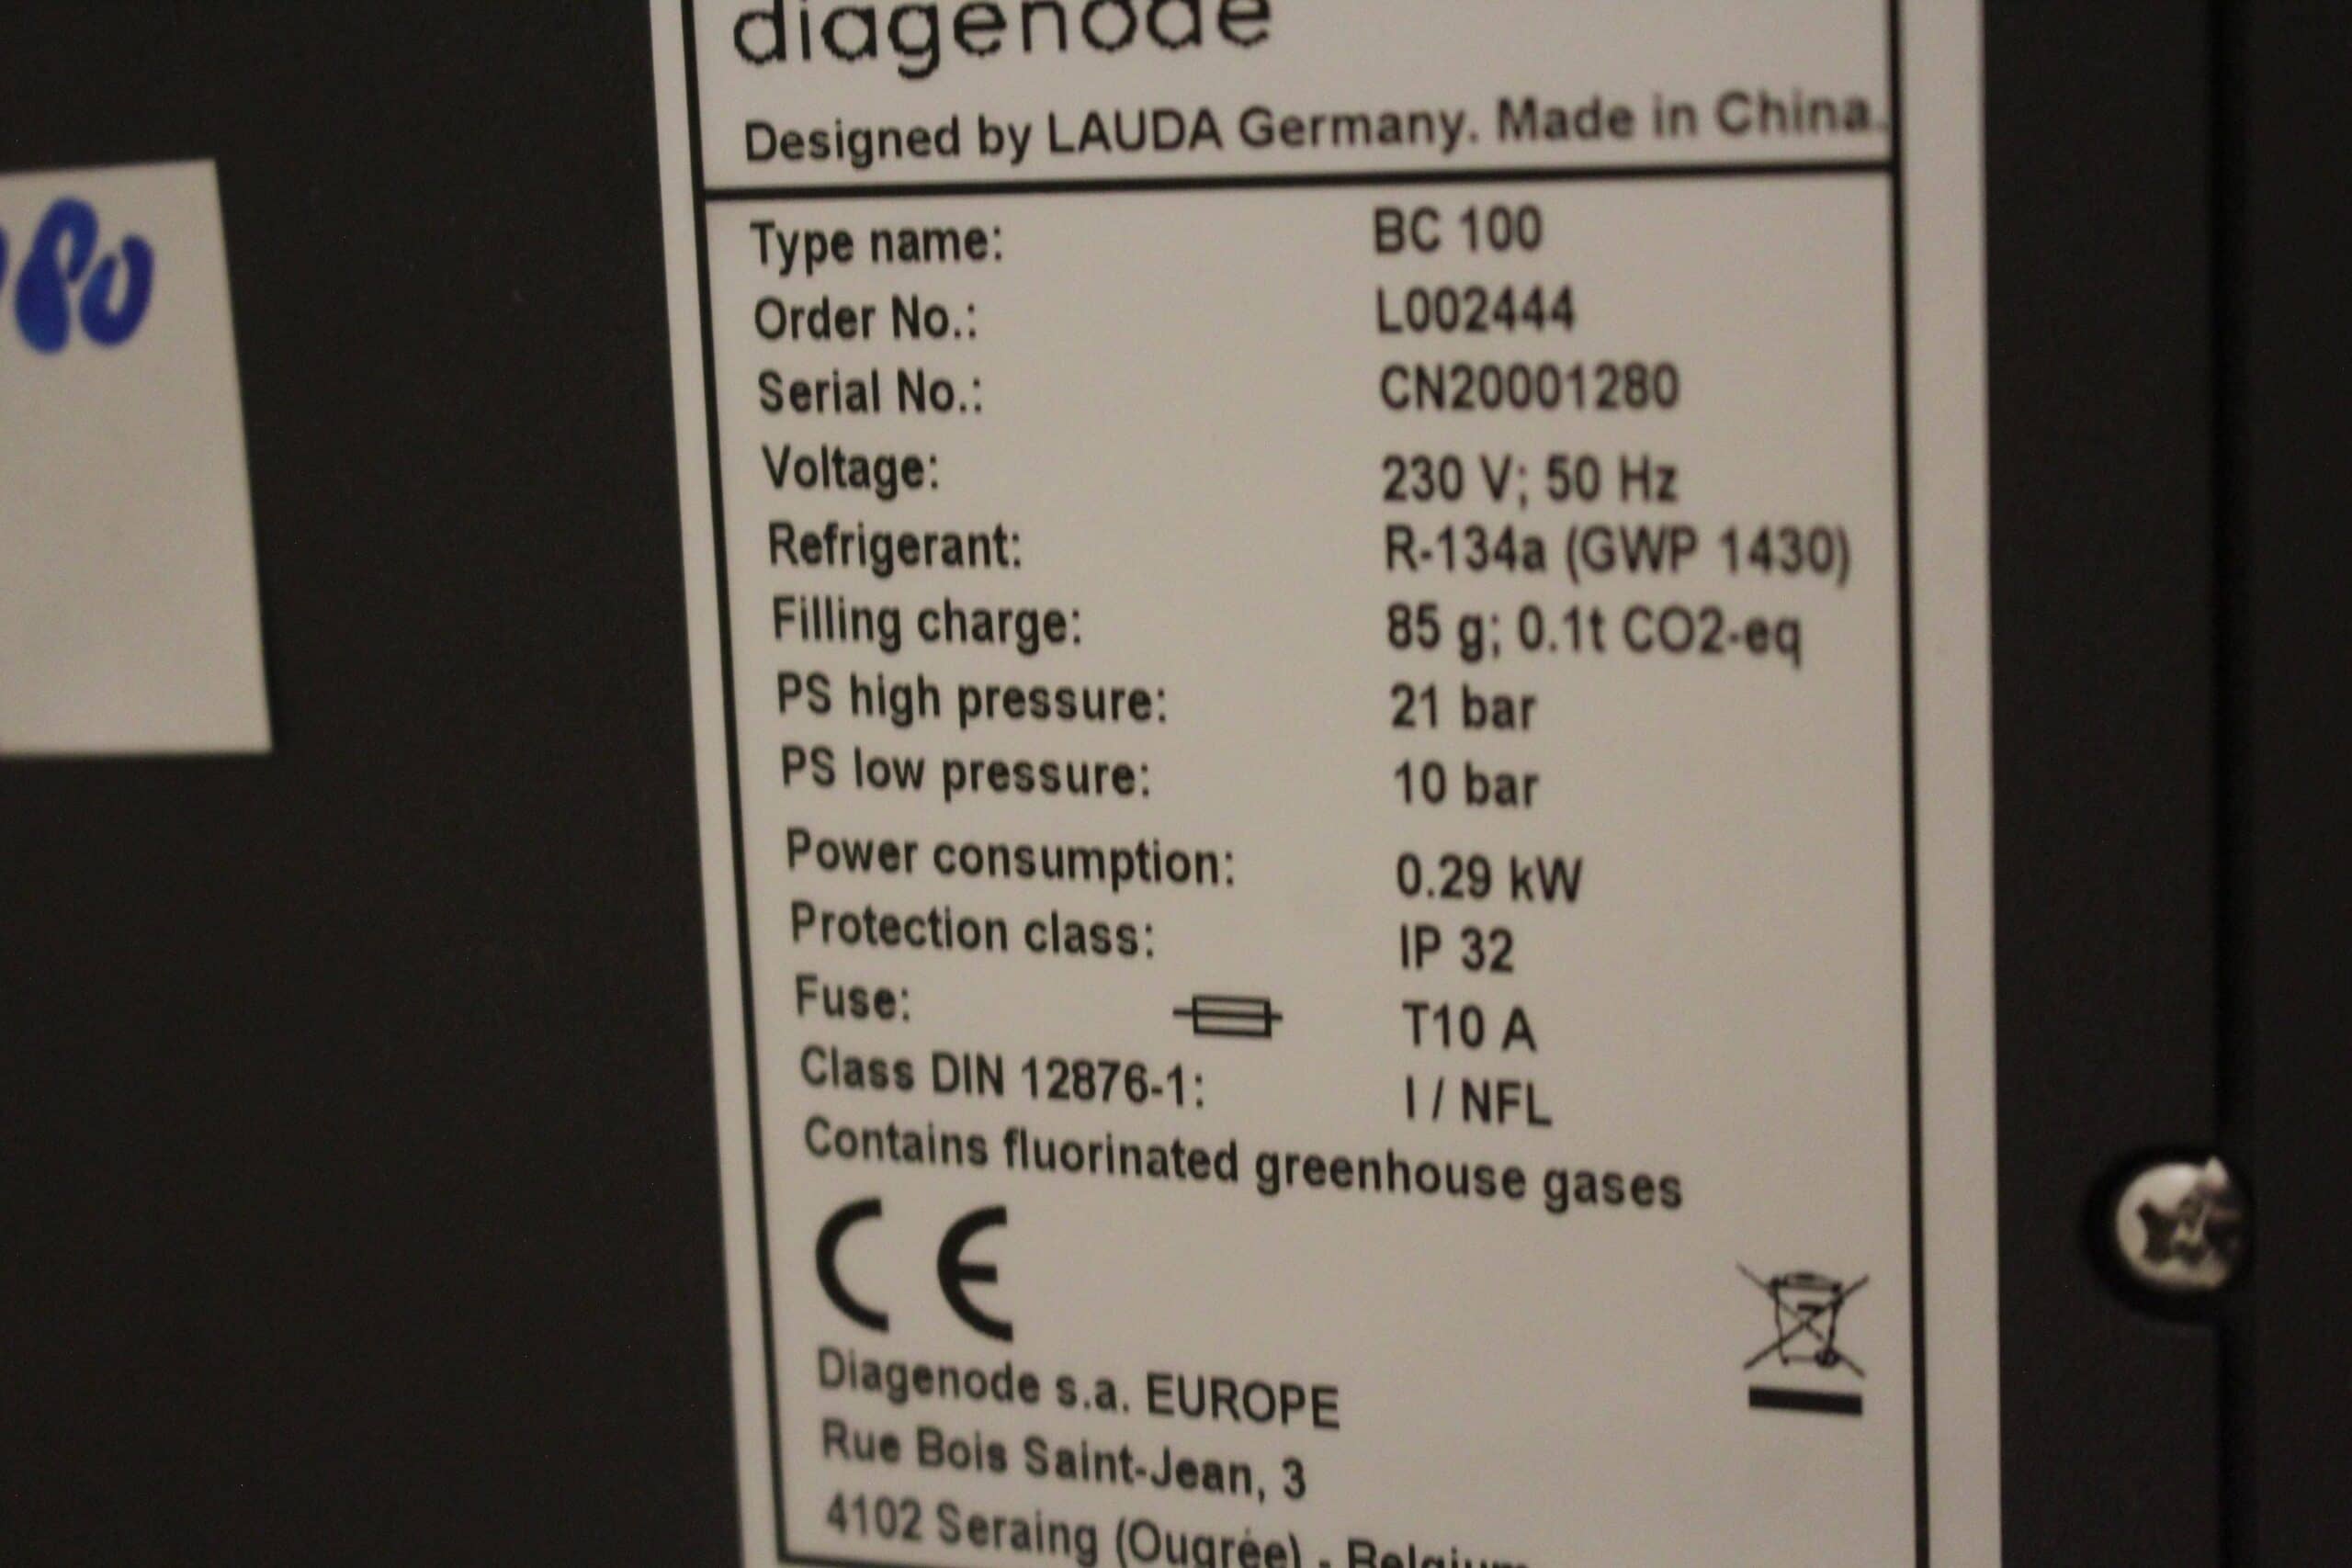 80
diagenode
Designed by LAUDA Germany. Made in China.
Type name: BC 100
Order No.: L002444
Serial No.: CN20001280
Voltage: 230 V; 50 Hz
Refrigerant: R-134a (GWP 1430)
Filling charge: 85 g; 0.1t CO2-eq
PS high pressure: 21 bar
PS low pressure: 10 bar
Power consumption: 0.29 kW
Protection class: IP 32
Fuse: T10 A
Class DIN 12876-1: I / NFL
Contains fluorinated greenhouse gases
CE
Diagenode s.a. EUROPE
Rue Bois Saint-Jean, 3
4102 Seraing (Ougrée) - Belgium